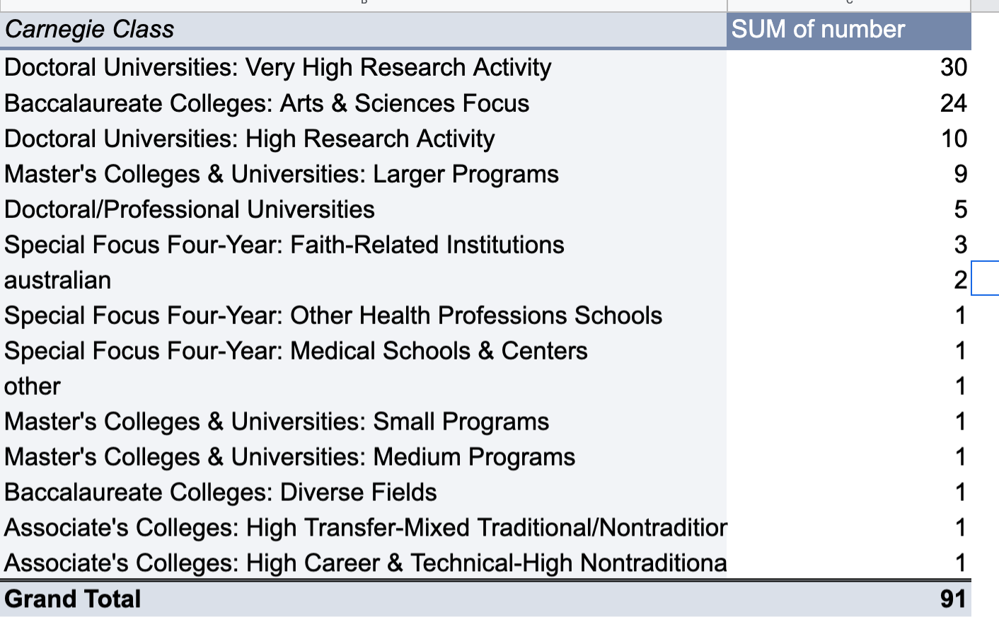 B C
Carnegie Class SUM of number
Doctoral Universities: Very High Research Activity 30
Baccalaureate Colleges: Arts & Sciences Focus 24
Doctoral Universities: High Research Activity 10
Master's Colleges & Universities: Larger Programs 9
Doctoral/Professional Universities 5
Special Focus Four-Year: Faith-Related Institutions 3
australian 2
Special Focus Four-Year: Other Health Professions Schools 1
Special Focus Four-Year: Medical Schools & Centers 1
other 1
Master's Colleges & Universities: Small Programs 1
Master's Colleges & Universities: Medium Programs 1
Baccalaureate Colleges: Diverse Fields 1
Associate's Colleges: High Transfer-Mixed Traditional/Nontradition 1
Associate's Colleges: High Career & Technical-High Nontraditiona 1
Grand Total 91